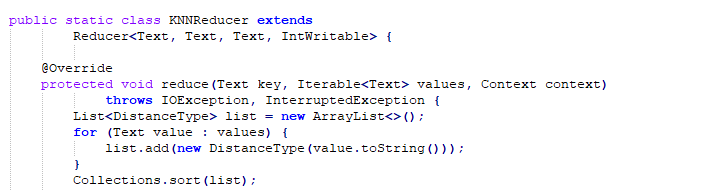 public static class KNNReducer extends
Reducer<Text, Text, Text, IntWritable> {
@Override
protected void reduce(Text key, Iterable<Text> values, Context context)
throws IOException, InterruptedException {
List<DistanceType> list = new ArrayList<>();
for (Text value : values) {
list.add(new DistanceType(value.toString()));
}
Collections.sort(list);